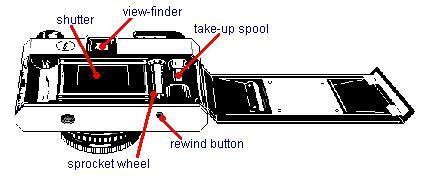 view-finder
shutter
take-up spool
rewind button
sprocket wheel